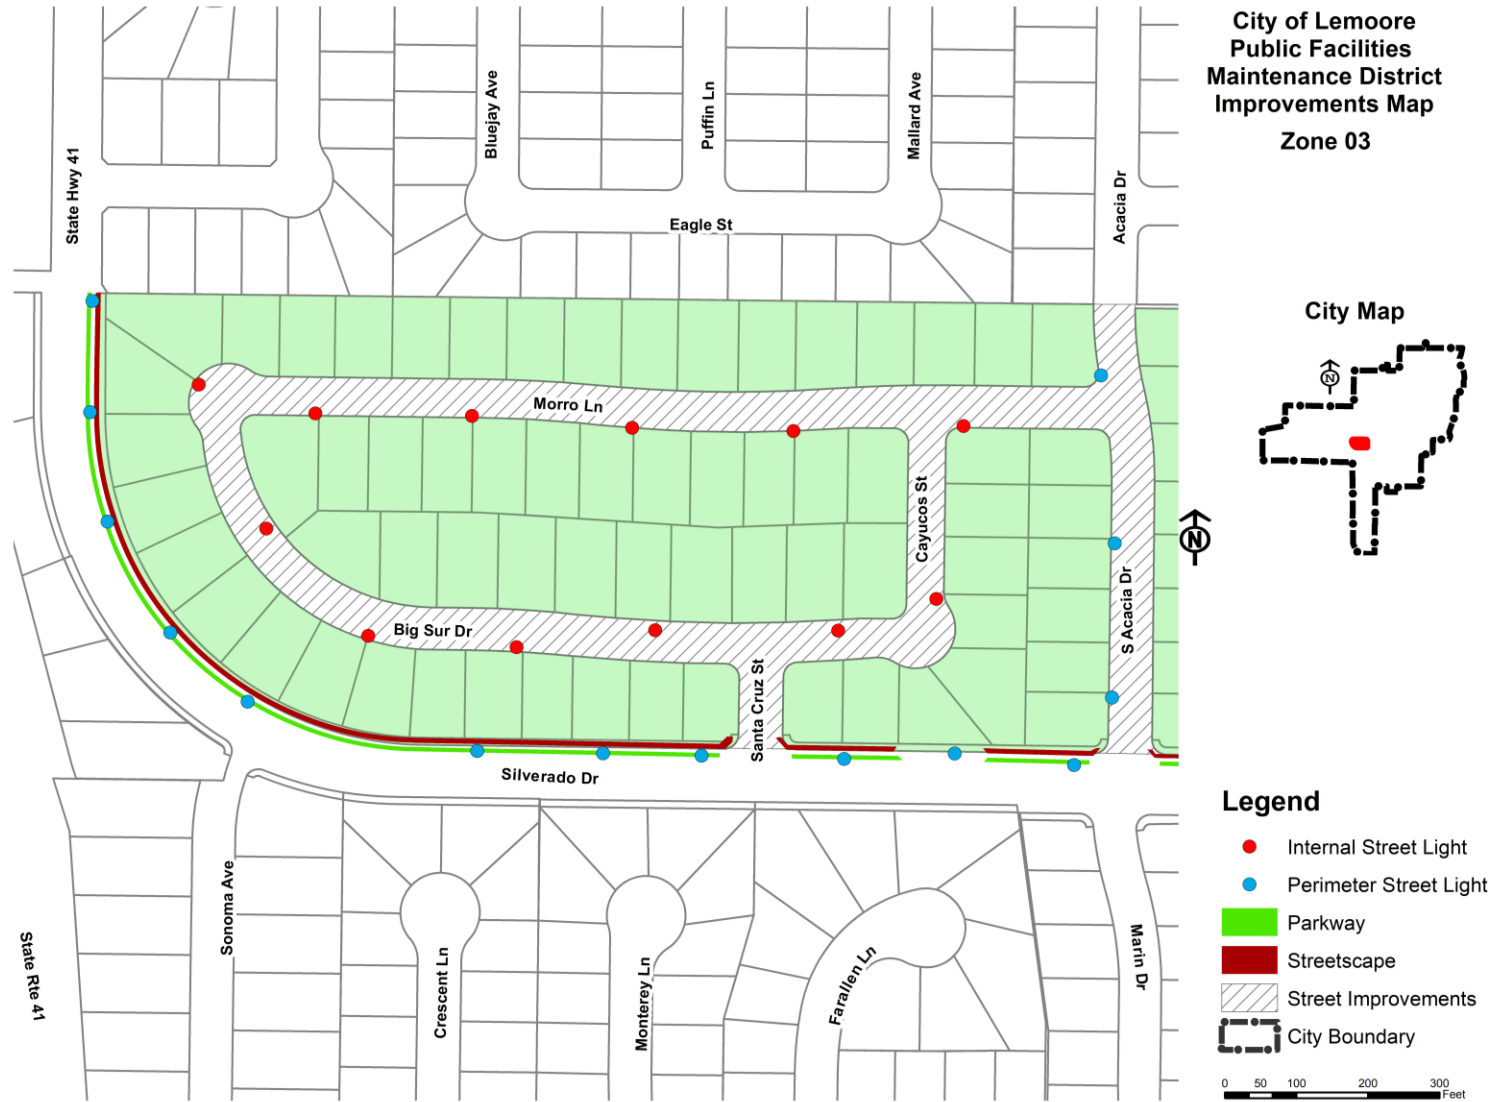 City of Lemoore
Public Facilities
Maintenance District
Improvements Map
Zone 03
State Hwy 41
Bluejay Ave
Puffin Ln
Mallard Ave
Acacia Dr
Eagle St
City Map
N
Morro Ln
Cayucos St
N
S Acacia Dr
Big Sur Dr
Santa Cruz St
Silverado Dr
Legend
Internal Street Light
Perimeter Street Light
Parkway
Streetscape
Street Improvements
City Boundary
0 50 100 200 300
Feet
Sonoma Ave
State Rte 41
Crescent Ln
Monterey Ln
Farallen Ln
Marin Dr